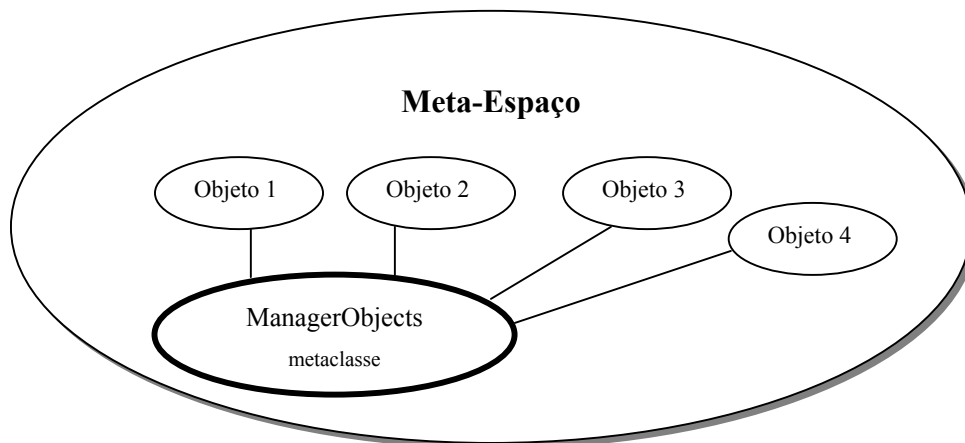 Meta-Espaço
Objeto 1
Objeto 2
Objeto 3
Objeto 4
ManagerObjects
metaclasse